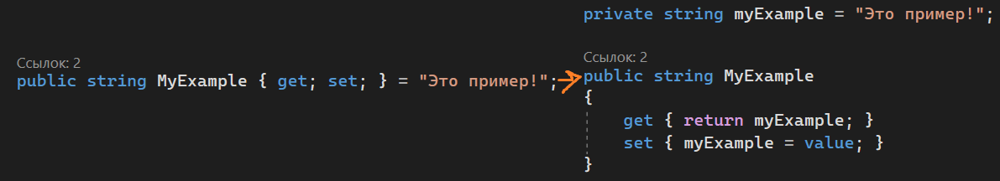 Ссылок: 2
public string MyExample { get; set; } = "Это пример!";
private string myExample = "Это пример!";
Ссылок: 2
public string MyExample
{
get { return myExample; }
set { myExample = value; }
}